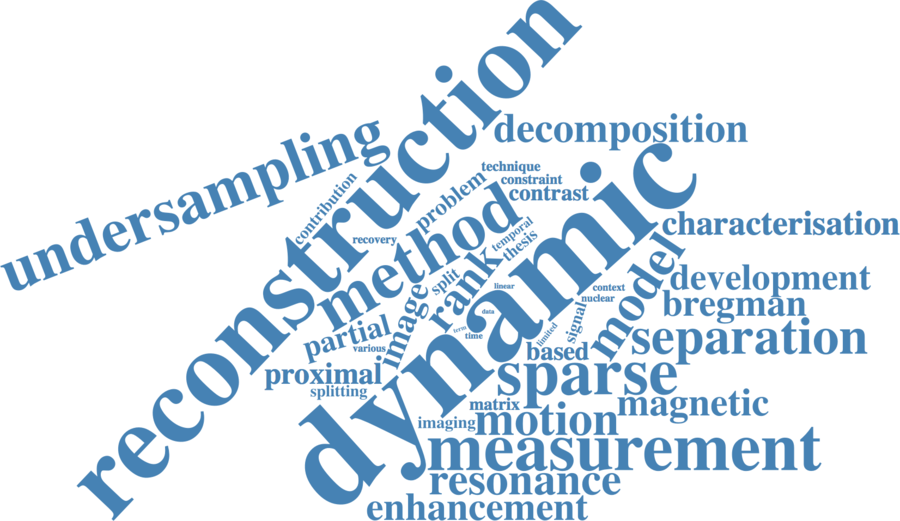 reconstruction
undersampling
decomposition
dynamic
technique
constraint
contrast
problem
contribution
recovery
method
temporal
thesis
characterisation
rank
split
model
development
context
nuclear
linear
bregman
image
data
signal
separation
partial
various
term
time
limited
based
proximal
splitting
sparse
matrix
magnetic
imaging
motion
measurement
resonance
enhancement